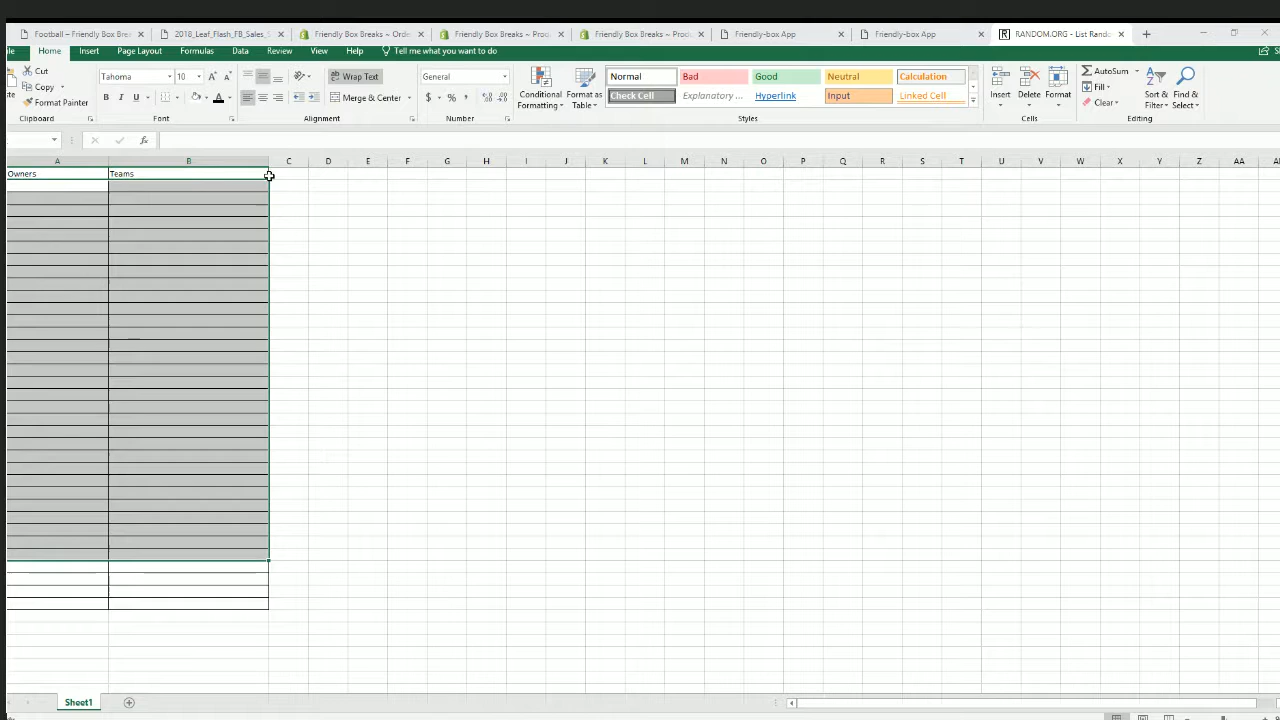 Football – Friendly Box Brea
2018_Leaf_Flash_FB_Sales_S
Friendly Box Breaks ~ Orde
Friendly Box Breaks ~ Prod
Friendly Box Breaks ~ Produ
Friendly-box App
Friendly-box App
RANDOM.ORG - List Rando
Home Insert Page Layout Formulas Data Review View Help Tell me what you want to do
Cut
Copy
Format Painter
Clipboard
Tahoma 10
Font
Wrap Text
Merge & Center
Alignment
General
Number
Conditional Formatting
Format as Table
Normal Bad Good Neutral Calculation
Check Cell Explanatory ... Hyperlink Input Linked Cell
Styles
Insert Delete Format
Cells
AutoSum
Fill
Clear
Sort & Filter
Find & Select
Editing
A B C D E F G H I J K L M N O P Q R S T U V W X Y Z AA
Owners Teams
Sheet1